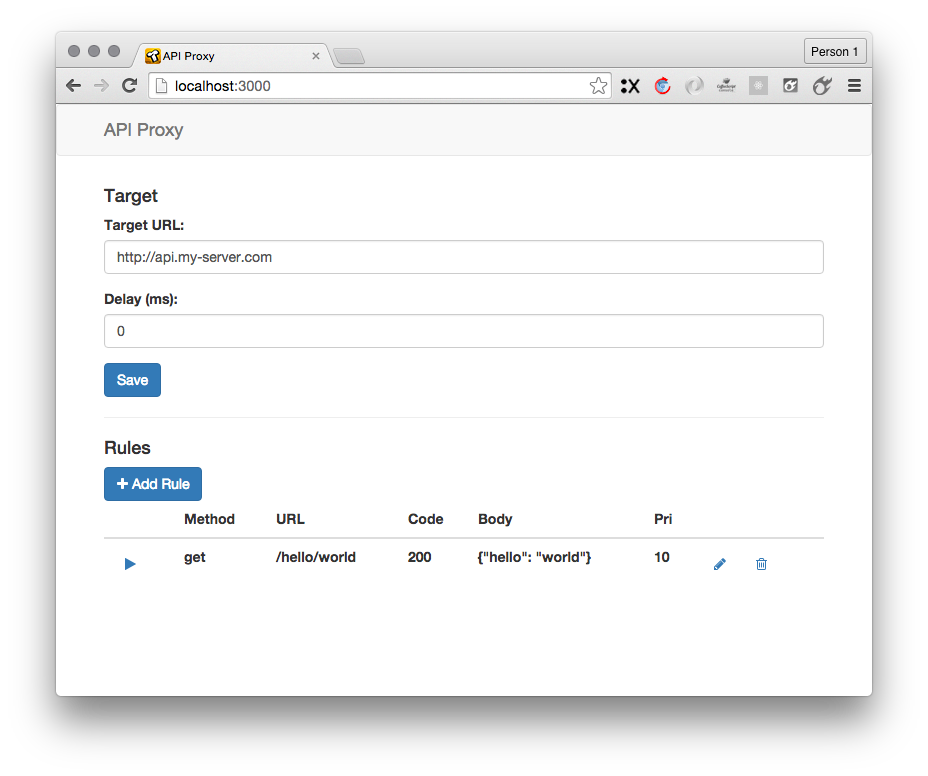 API Proxy
Person 1
localhost:3000
API Proxy
Target
Target URL:
http://api.my-server.com
Delay (ms):
0
Save
Rules
Add Rule
Method URL Code Body Pri
get /hello/world 200 {"hello": "world"} 10